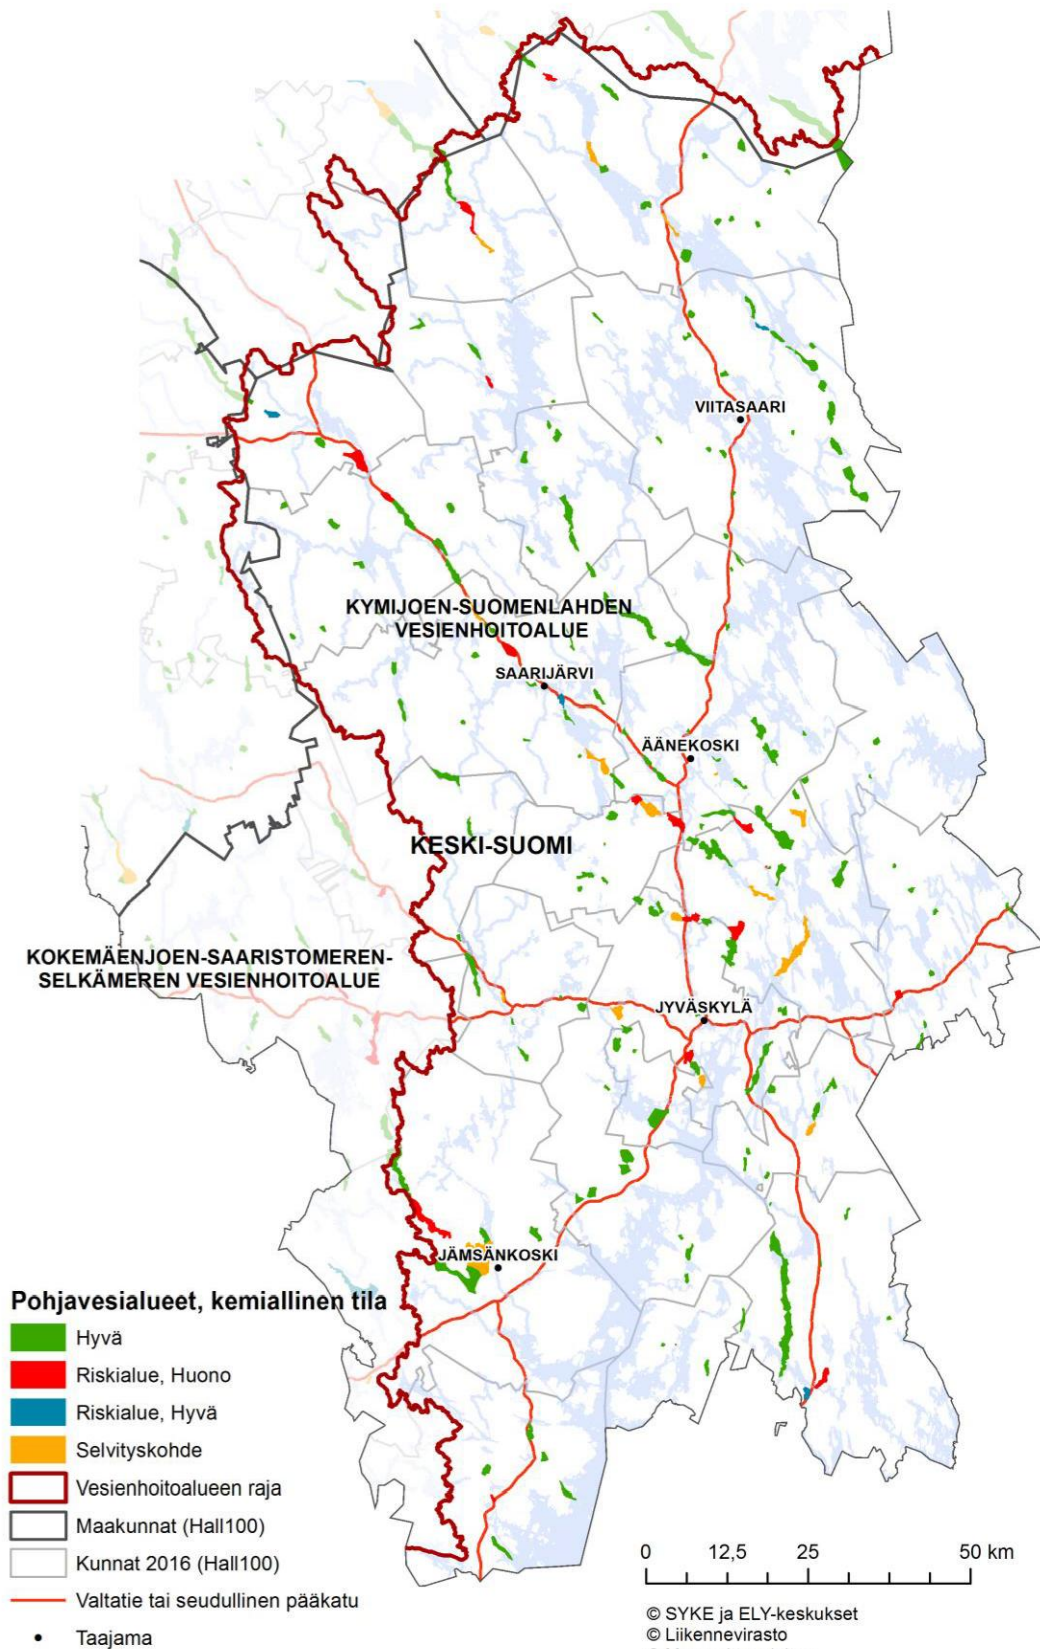 VIITASAARI
KYMIJOEN-SUOMENLAHDEN
VESIENHOITOALUE
SAARIJÄRVI
ÄÄNEKOSKI
KESKI-SUOMI
KOKEMÄENJOEN-SAARISTOMEREN-
SELKÄMEREN VESIENHOITOALUE
JYVÄSKYLÄ
JÄMSÄNKOSKI
Pohjavesialueet, kemiallinen tila
Hyvä
Riskialue, Huono
Riskialue, Hyvä
Selvityskohde
Vesienhoitoalueen raja
Maakunnat (Hall100)
Kunnat 2016 (Hall100)
Valtatie tai seudullinen pääkatu
Taajama
0 12,5 25 50 km
© SYKE ja ELY-keskukset
© Liikennevirasto